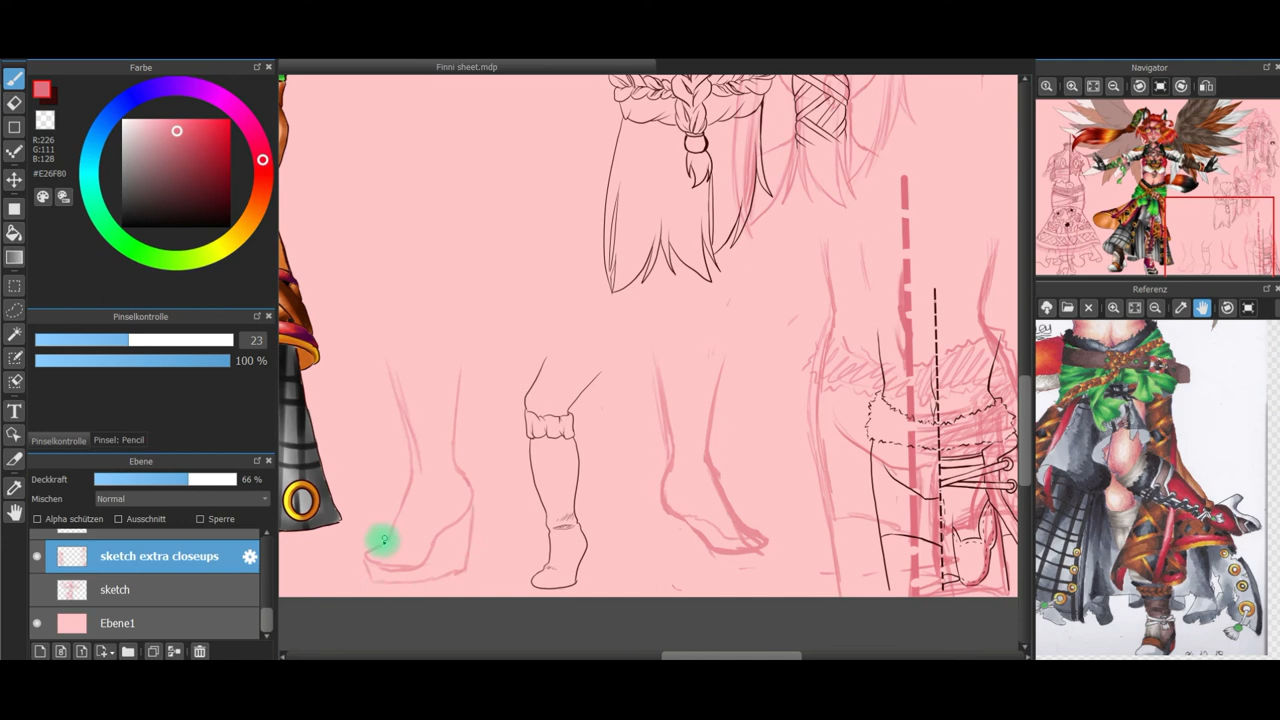 Farbe
Finni sheet.mdp
Navigator
R:226
G:111
B:128
#E26F80
Pinselkontrolle
23
100 %
Pinselkontrolle
Pinsel: Pencil
Ebene
Deckkraft
66 %
Mischen
Normal
Alpha schützen
Ausschnitt
Sperre
sketch extra closeups
sketch
Ebene1
Referenz